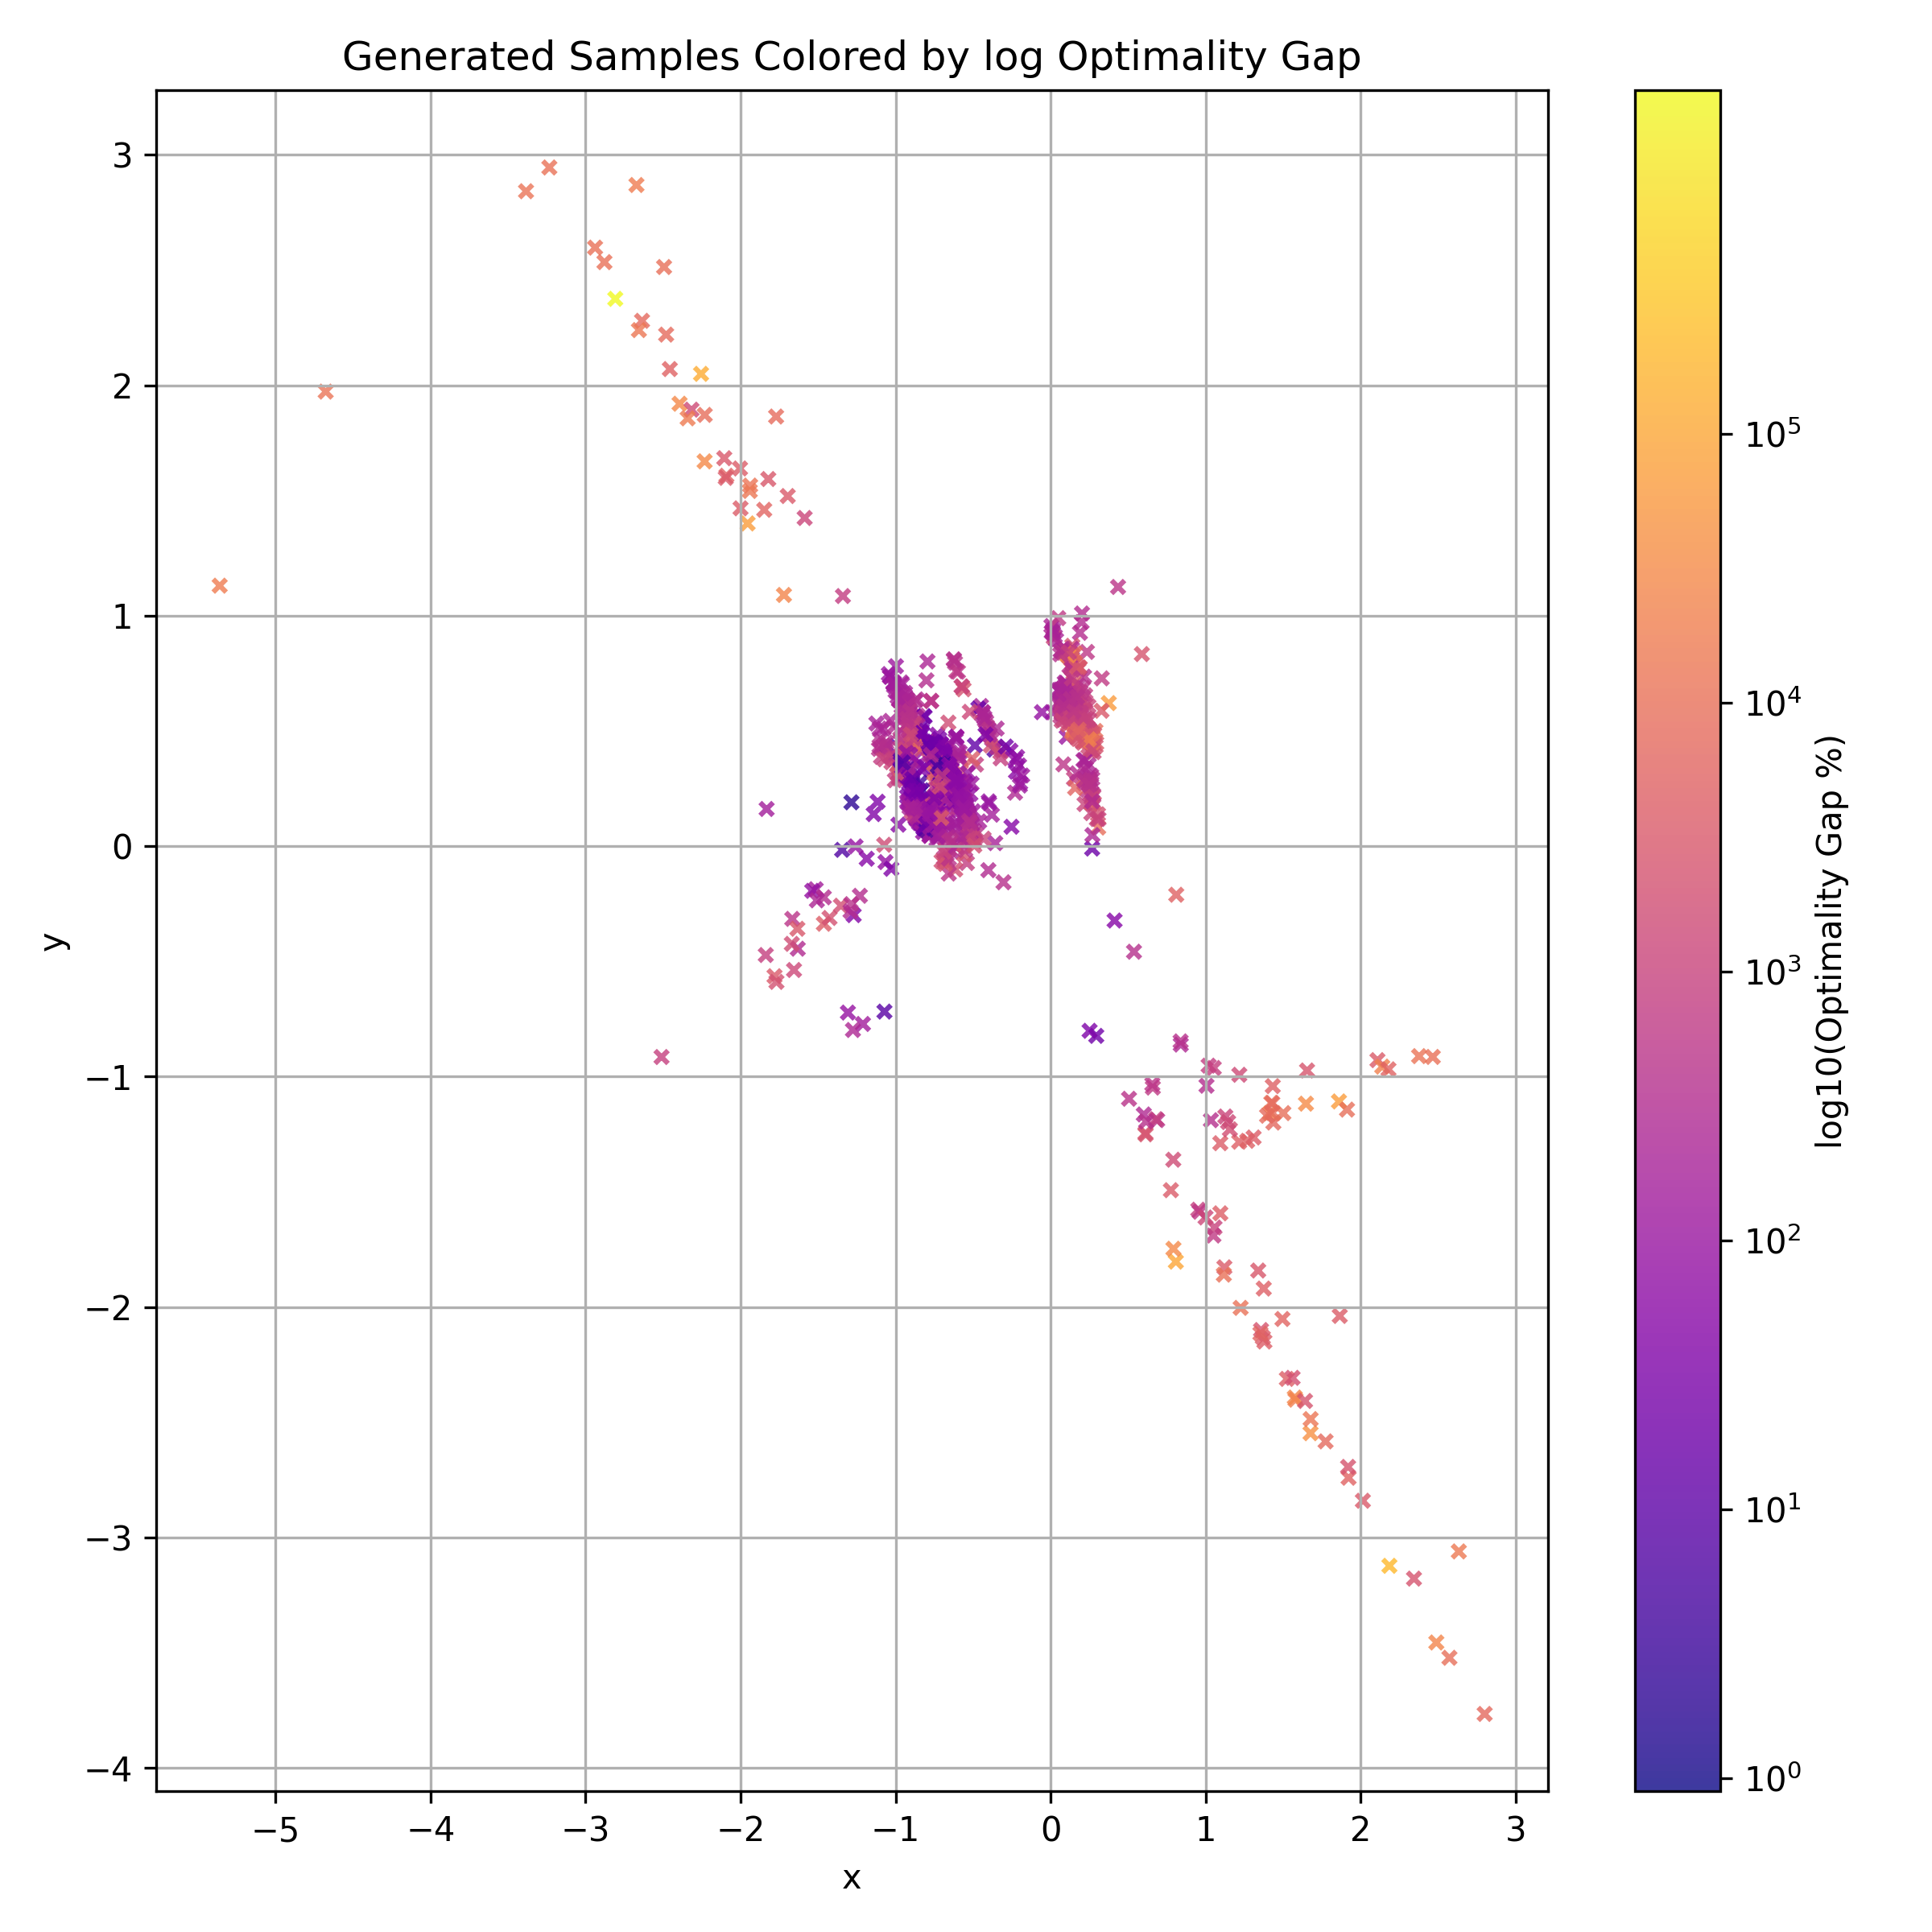 Generated Samples Colored by log Optimality Gap
3
2
1
0
−1
−2
−3
−4
y
−5 −4 −3 −2 −1 0 1 2 3
x
10⁵
10⁴
10³
10²
10¹
10⁰
log10(Optimality Gap %)